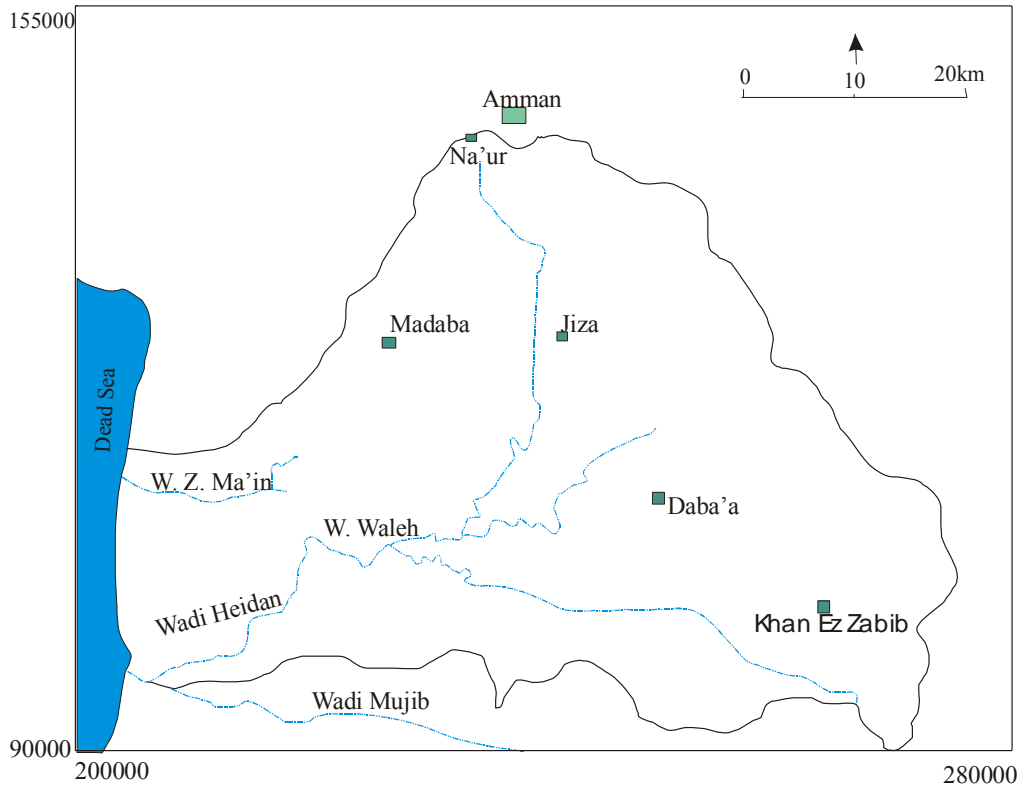 155000
0 10 20km
Amman
Na’ur
Madaba
Jiza
Dead Sea
W. Z. Ma’in
Daba’a
W. Waleh
Wadi Heidan
Khan Ez Zabib
Wadi Mujib
90000
200000
280000